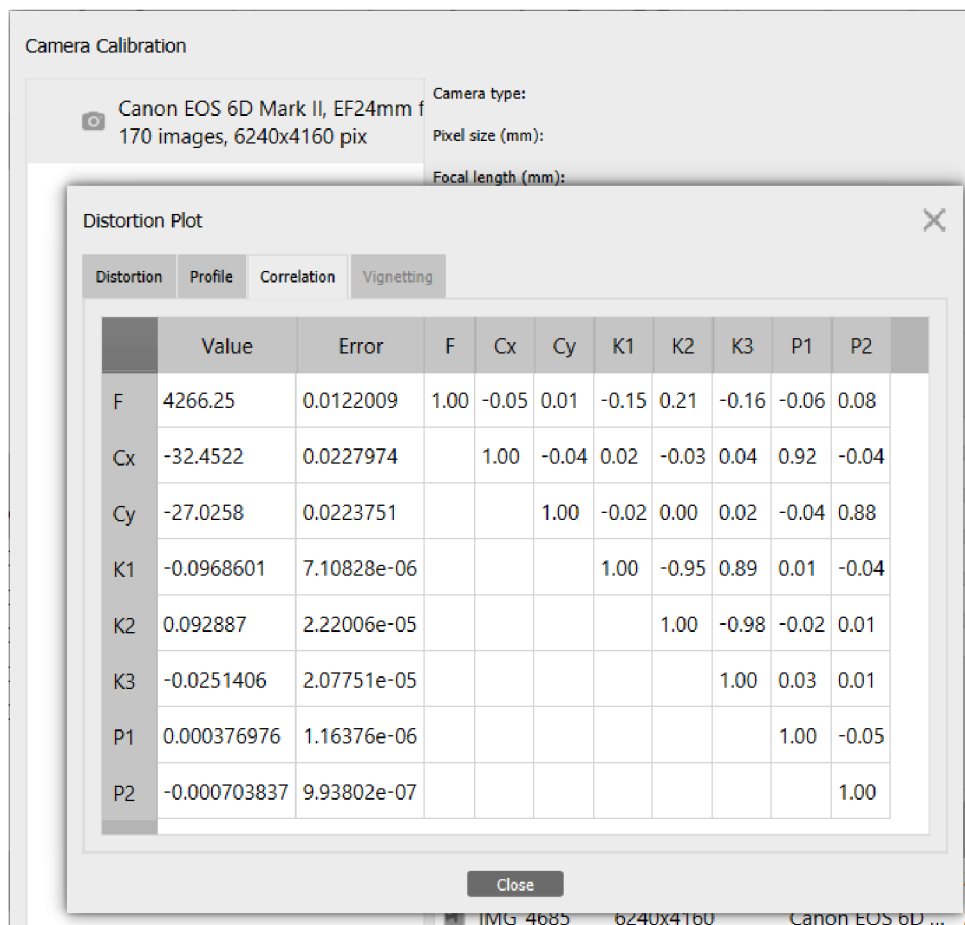 Camera Calibration
Canon EOS 6D Mark II, EF24mm f
170 images, 6240x4160 pix
Camera type:
Pixel size (mm):
Focal length (mm):
Distortion Plot
Distortion Profile Correlation Vignetting
Value Error F Cx Cy K1 K2 K3 P1 P2
F 4266.25 0.0122009 1.00 -0.05 0.01 -0.15 0.21 -0.16 -0.06 0.08
Cx -32.4522 0.0227974 1.00 -0.04 0.02 -0.03 0.04 0.92 -0.04
Cy -27.0258 0.0223751 1.00 -0.02 0.00 0.02 -0.04 0.88
K1 -0.0968601 7.10828e-06 1.00 -0.95 0.89 0.01 -0.04
K2 0.092887 2.22006e-05 1.00 -0.98 -0.02 0.01
K3 -0.0251406 2.07751e-05 1.00 0.03 0.01
P1 0.000376976 1.16376e-06 1.00 -0.05
P2 -0.000703837 9.93802e-07 1.00
Close
IMG_4685 6240x4160 Canon EOS 6D ...